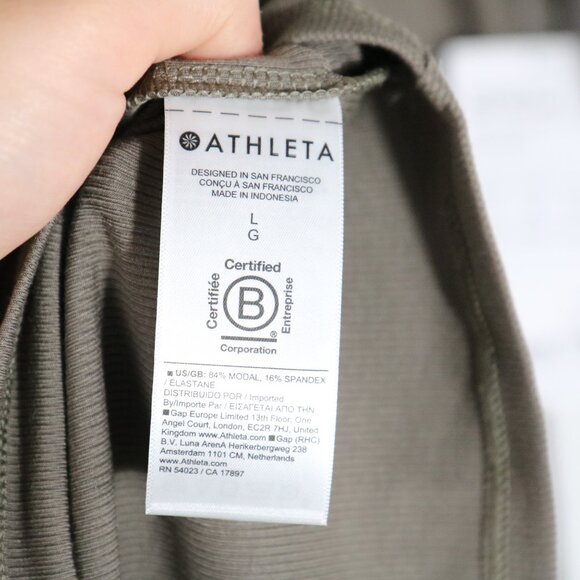 ATHLETA
DESIGNED IN SAN FRANCISCO
CONÇU À SAN FRANCISCO
MADE IN INDONESIA
L
G
Certified
Certifiée
B
Entreprise
®
Corporation
US/GB: 84% MODAL, 16% SPANDEX
/ ELASTANE
DISTRIBUIDO POR / Imported
By/Importe Par / ΕΙΣΑΓΕΤΑΙ ΑΠΟ ΤΗΝ
Gap Europe Limited 13th Floor, One
Angel Court, London, EC2R 7HJ, United
Kingdom www.Athleta.com Gap (RHC)
B.V. Luna ArenA Herikerbergweg 238
Amsterdam 1101 CM, Netherlands
www.Athleta.com
RN 54023 / CA 17897